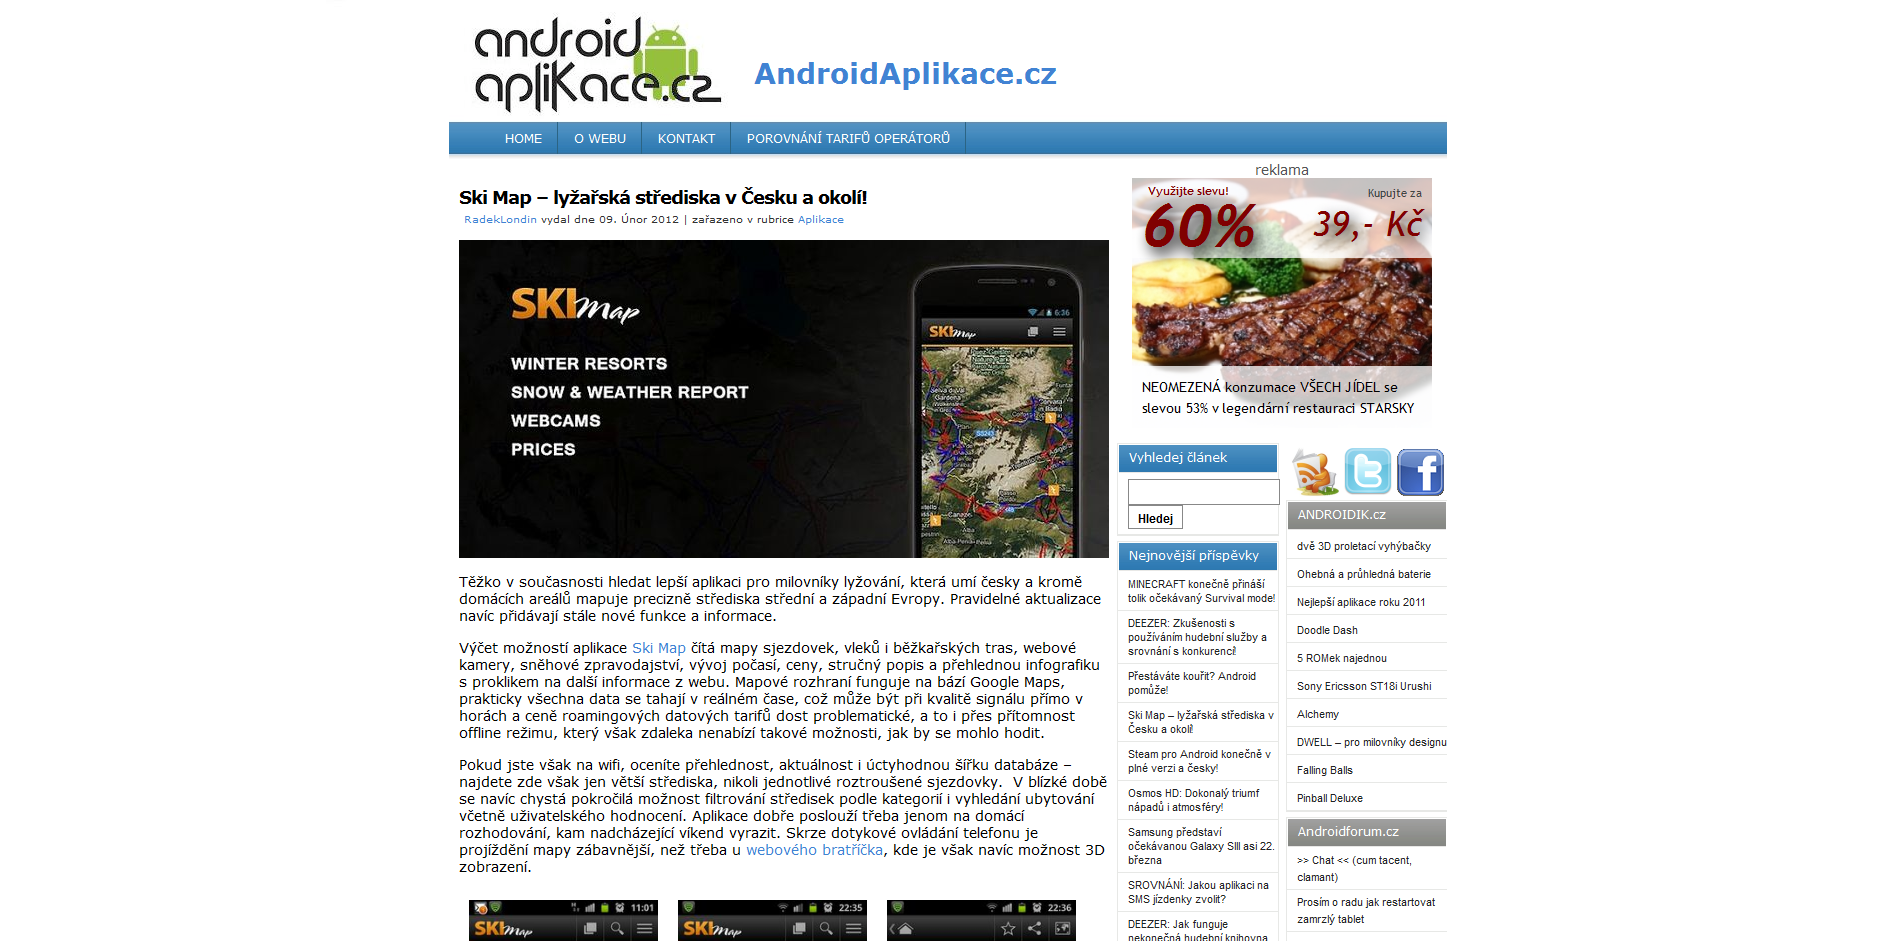 android
aplikace.cz
AndroidAplikace.cz
HOME
O WEBU
KONTAKT
POROVNÁNÍ TARIFŮ OPERÁTORŮ
Ski Map – lyžařská střediska v Česku a okolí!
RadekLondin vydal dne 09. Únor 2012 | zařazeno v rubrice Aplikace
SKI Map
WINTER RESORTS
SNOW & WEATHER REPORT
WEBCAMS
PRICES
6:36
SKI Map
Těžko v současnosti hledat lepší aplikaci pro milovníky lyžování, která umí česky a kromě
domácích areálů mapuje precizně střediska střední a západní Evropy. Pravidelné aktualizace
navíc přidávají stále nové funkce a informace.
Výčet možností aplikace Ski Map čítá mapy sjezdovek, vleků i běžkařských tras, webové
kamery, sněhové zpravodajství, vývoj počasí, ceny, stručný popis a přehlednou infografiku
s proklikem na další informace z webu. Mapové rozhraní funguje na bází Google Maps,
prakticky všechna data se tahají v reálném čase, což může být při kvalitě signálu přímo v
horách a ceně roamingových datových tarifů dost problematické, a to i přes přítomnost
offline režimu, který však zdaleka nenabízí takové možnosti, jak by se mohlo hodit.
Pokud jste však na wifi, oceníte přehlednost, aktuálnost i úctyhodnou šířku databáze –
najdete zde však jen větší střediska, nikoli jednotlivé roztroušené sjezdovky.  V blízké době
se navíc chystá pokročilá možnost filtrování středisek podle kategorií i vyhledání ubytování
včetně uživatelského hodnocení. Aplikace dobře poslouží třeba jenom na domácí
rozhodování, kam nadcházející víkend vyrazit. Skrze dotykové ovládání telefonu je
projíždění mapy zábavnější, než třeba u webového bratříčka, kde je však navíc možnost 3D
zobrazení.
11:01
SKI Map
22:35
SKI Map
22:36
reklama
Využijte slevu!
60%
Kupujte za
39,- Kč
NEOMEZENÁ konzumace VŠECH JÍDEL se
slevou 53% v legendární restauraci STARSKY
Vyhledej článek
Hledej
Nejnovější příspěvky
MINECRAFT konečně přináší
tolik očekávaný Survival mode!
DEEZER: Zkušenosti s
používáním hudební služby a
srovnání s konkurencí!
Přestáváte kouřit? Android
pomůže!
Ski Map – lyžařská střediska v
Česku a okolí!
Steam pro Android konečně v
plné verzi a česky!
Osmos HD: Dokonalý triumf
nápadů i atmosféry!
Samsung představí
očekávanou Galaxy SIII asi 22.
března
SROVNÁNÍ: Jakou aplikaci na
SMS jízdenky zvolit?
DEEZER: Jak funguje
nekonečná hudební knihovna
ANDROIDIK.cz
dvě 3D proletací vyhýbačky
Ohebná a průhledná baterie
Nejlepší aplikace roku 2011
Doodle Dash
5 ROMek najednou
Sony Ericsson ST18i Urushi
Alchemy
DWELL – pro milovníky designu
Falling Balls
Pinball Deluxe
Androidforum.cz
>> Chat << (cum tacent,
clamant)
Prosím o radu jak restartovat
zamrzlý tablet